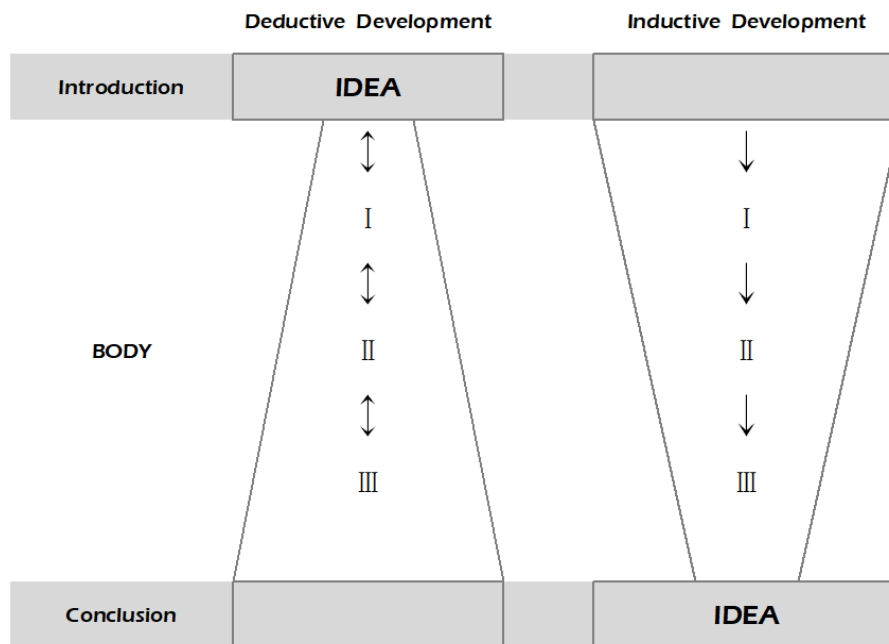 Deductive Development Inductive Development
Introduction IDEA
Ⅰ Ⅰ
BODY Ⅱ Ⅱ
Ⅲ Ⅲ
Conclusion IDEA